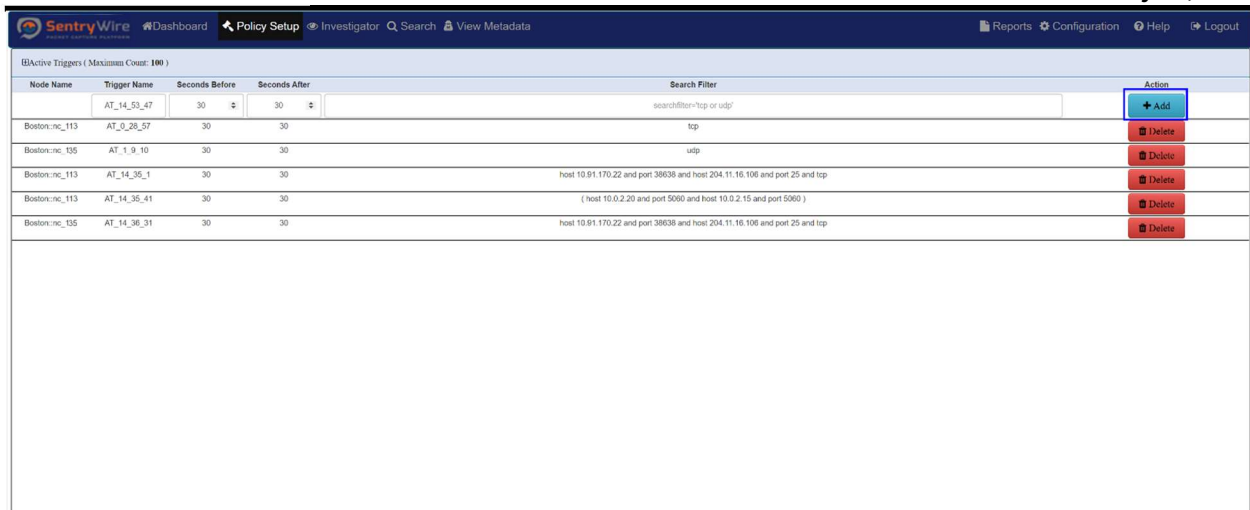 SentryWire Dashboard Policy Setup Investigator Search View Metadata Reports Configuration Help Logout
PACKET CAPTURE PLATFORM
Active Triggers ( Maximum Count: 100 )
Node Name Trigger Name Seconds Before Seconds After Search Filter Action
AT_14_53_47 30 30 searchfilter='tcp or udp' + Add
Boston::nc_113 AT_0_28_57 30 30 tcp Delete
Boston::nc_135 AT_1_9_10 30 30 udp Delete
Boston::nc_113 AT_14_35_1 30 30 host 10.91.170.22 and port 38638 and host 204.11.16.106 and port 25 and tcp Delete
Boston::nc_113 AT_14_35_41 30 30 ( host 10.0.2.20 and port 5060 and host 10.0.2.15 and port 5060 ) Delete
Boston::nc_135 AT_14_36_31 30 30 host 10.91.170.22 and port 38638 and host 204.11.16.106 and port 25 and tcp Delete